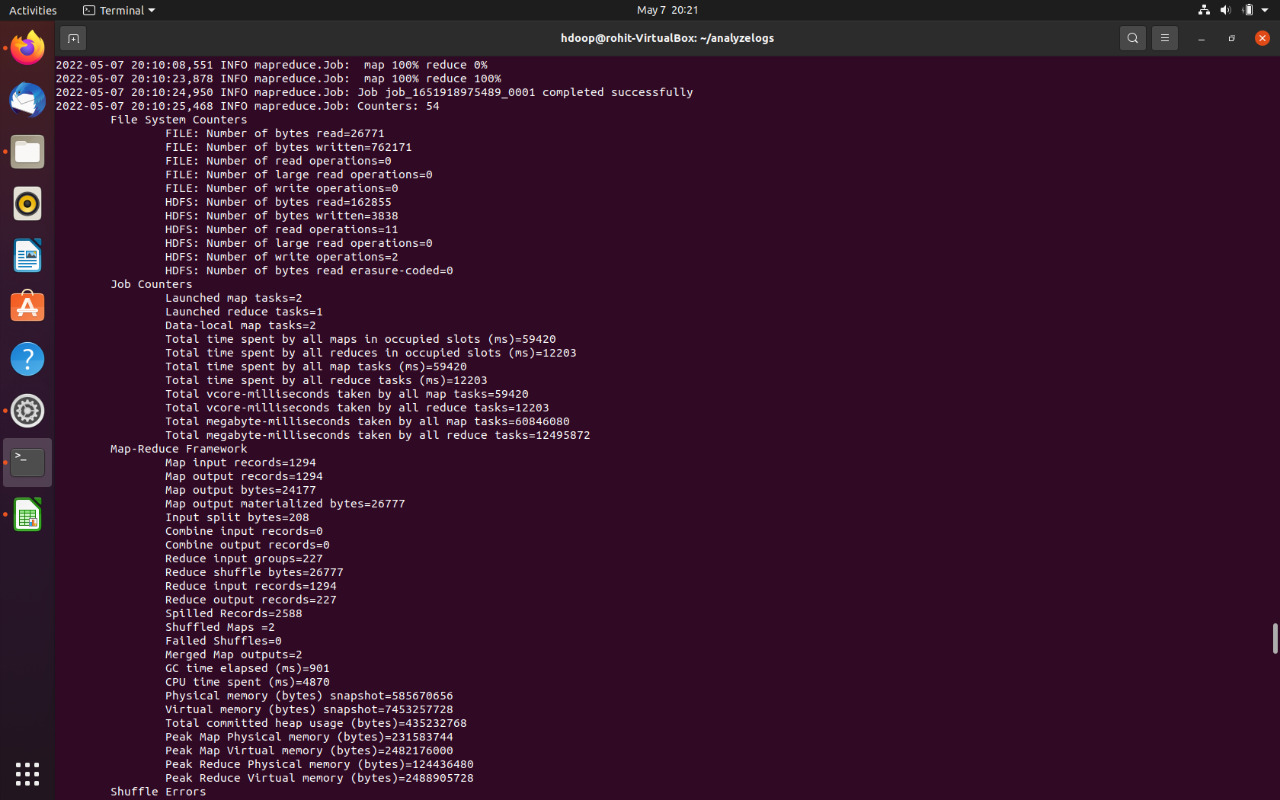 Activities
Terminal
May 7 20:21
hdoop@rohit-VirtualBox: ~/analyzelogs
2022-05-07 20:10:08,551 INFO mapreduce.Job:  map 100% reduce 0%
2022-05-07 20:10:23,878 INFO mapreduce.Job:  map 100% reduce 100%
2022-05-07 20:10:24,950 INFO mapreduce.Job: Job job_1651918975489_0001 completed successfully
2022-05-07 20:10:25,468 INFO mapreduce.Job: Counters: 54
File System Counters
FILE: Number of bytes read=26771
FILE: Number of bytes written=762171
FILE: Number of read operations=0
FILE: Number of large read operations=0
FILE: Number of write operations=0
HDFS: Number of bytes read=162855
HDFS: Number of bytes written=3838
HDFS: Number of read operations=11
HDFS: Number of large read operations=0
HDFS: Number of write operations=2
HDFS: Number of bytes read erasure-coded=0
Job Counters
Launched map tasks=2
Launched reduce tasks=1
Data-local map tasks=2
Total time spent by all maps in occupied slots (ms)=59420
Total time spent by all reduces in occupied slots (ms)=12203
Total time spent by all map tasks (ms)=59420
Total time spent by all reduce tasks (ms)=12203
Total vcore-milliseconds taken by all map tasks=59420
Total vcore-milliseconds taken by all reduce tasks=12203
Total megabyte-milliseconds taken by all map tasks=60846080
Total megabyte-milliseconds taken by all reduce tasks=12495872
Map-Reduce Framework
Map input records=1294
Map output records=1294
Map output bytes=24177
Map output materialized bytes=26777
Input split bytes=208
Combine input records=0
Combine output records=0
Reduce input groups=227
Reduce shuffle bytes=26777
Reduce input records=1294
Reduce output records=227
Spilled Records=2588
Shuffled Maps =2
Failed Shuffles=0
Merged Map outputs=2
GC time elapsed (ms)=901
CPU time spent (ms)=4870
Physical memory (bytes) snapshot=585670656
Virtual memory (bytes) snapshot=7453257728
Total committed heap usage (bytes)=435232768
Peak Map Physical memory (bytes)=231583744
Peak Map Virtual memory (bytes)=2482176000
Peak Reduce Physical memory (bytes)=124436480
Peak Reduce Virtual memory (bytes)=2488905728
Shuffle Errors